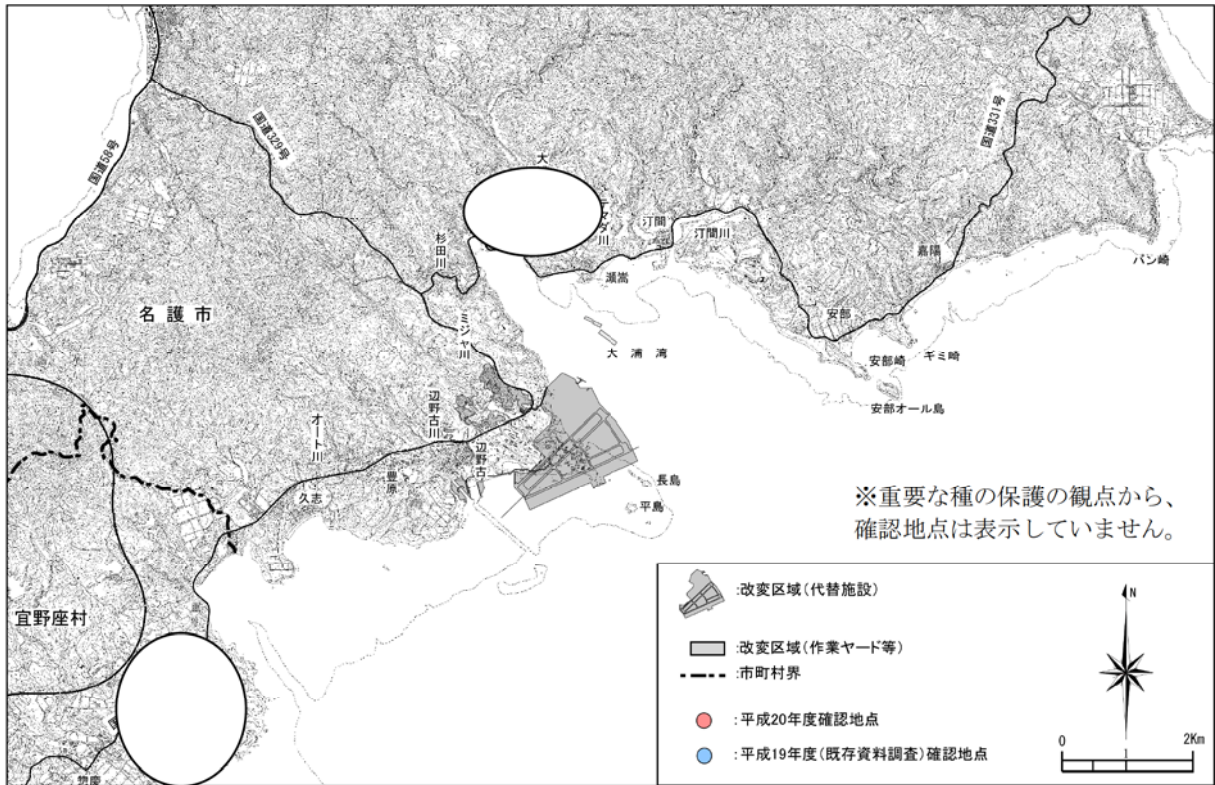 国道58号
国道329号
国道331号
大
テマダ川
汀間
汀間川
杉田川
瀬嵩
嘉陽
バン崎
名護市
ミジャ川
大浦湾
安部
安部崎
ギミ崎
安部オール島
辺野古川
オート川
辺野古
豊原
久志
長島
平島
宜野座村
惣慶
※重要な種の保護の観点から、
確認地点は表示していません。
:改変区域(代替施設)
:改変区域(作業ヤード等)
:市町村界
:平成20年度確認地点
:平成19年度(既存資料調査)確認地点
N
0
2Km